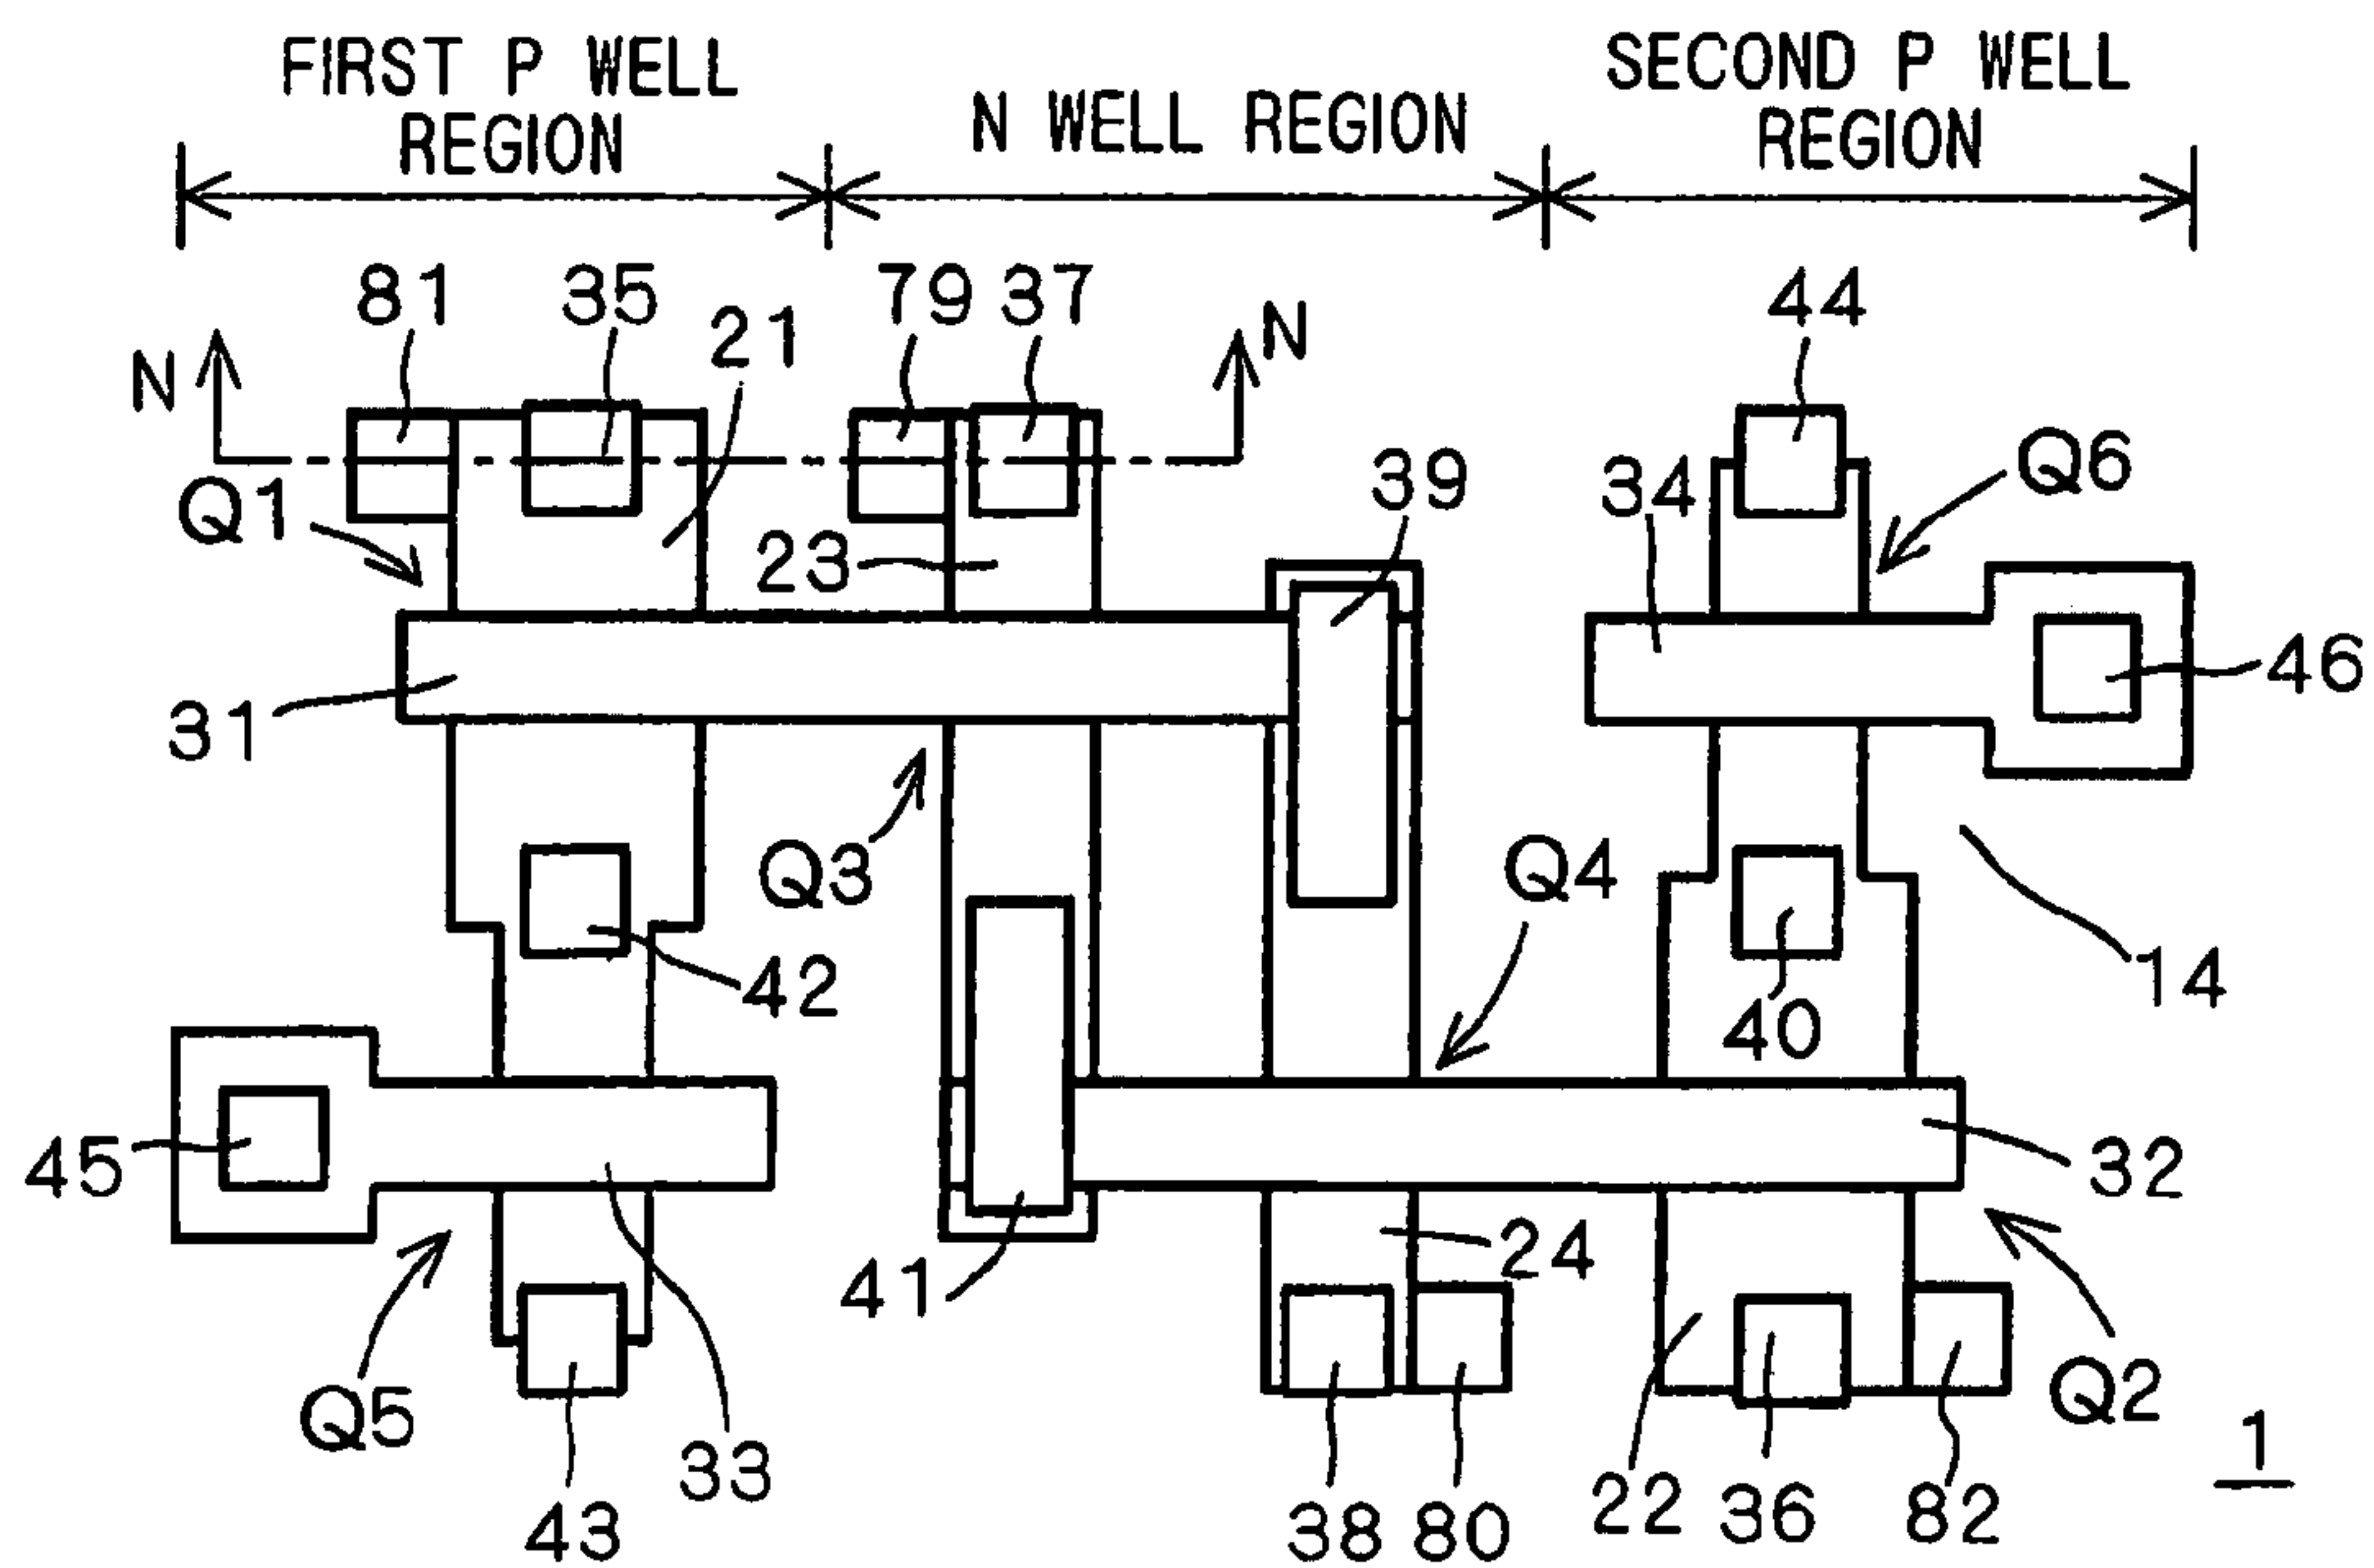 FIRST P WELL REGION
N WELL REGION
SECOND P WELL REGION
81 35 79 37 44
21
N N
39 34 Q6
Q1
23
46
31
Q3 Q4
42 14
40
45 32
24
41
Q5 Q2
33
43 38 80 22 36 82
1